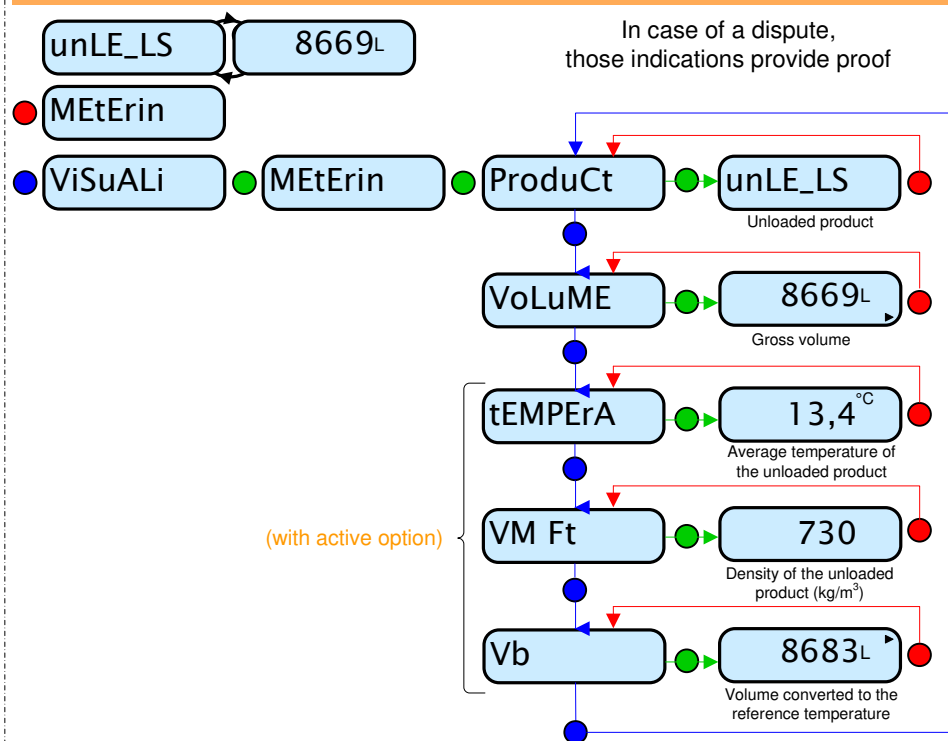 unLE_LS
8669L
In case of a dispute,
those indications provide proof
MEtErin
ViSuALi
MEtErin
ProduCt
unLE_LS
Unloaded product
VoLuME
8669L
Gross volume
tEMPErA
13,4°C
Average temperature of
the unloaded product
(with active option)
VM Ft
730
Density of the unloaded
product (kg/m³)
Vb
8683L
Volume converted to the
reference temperature